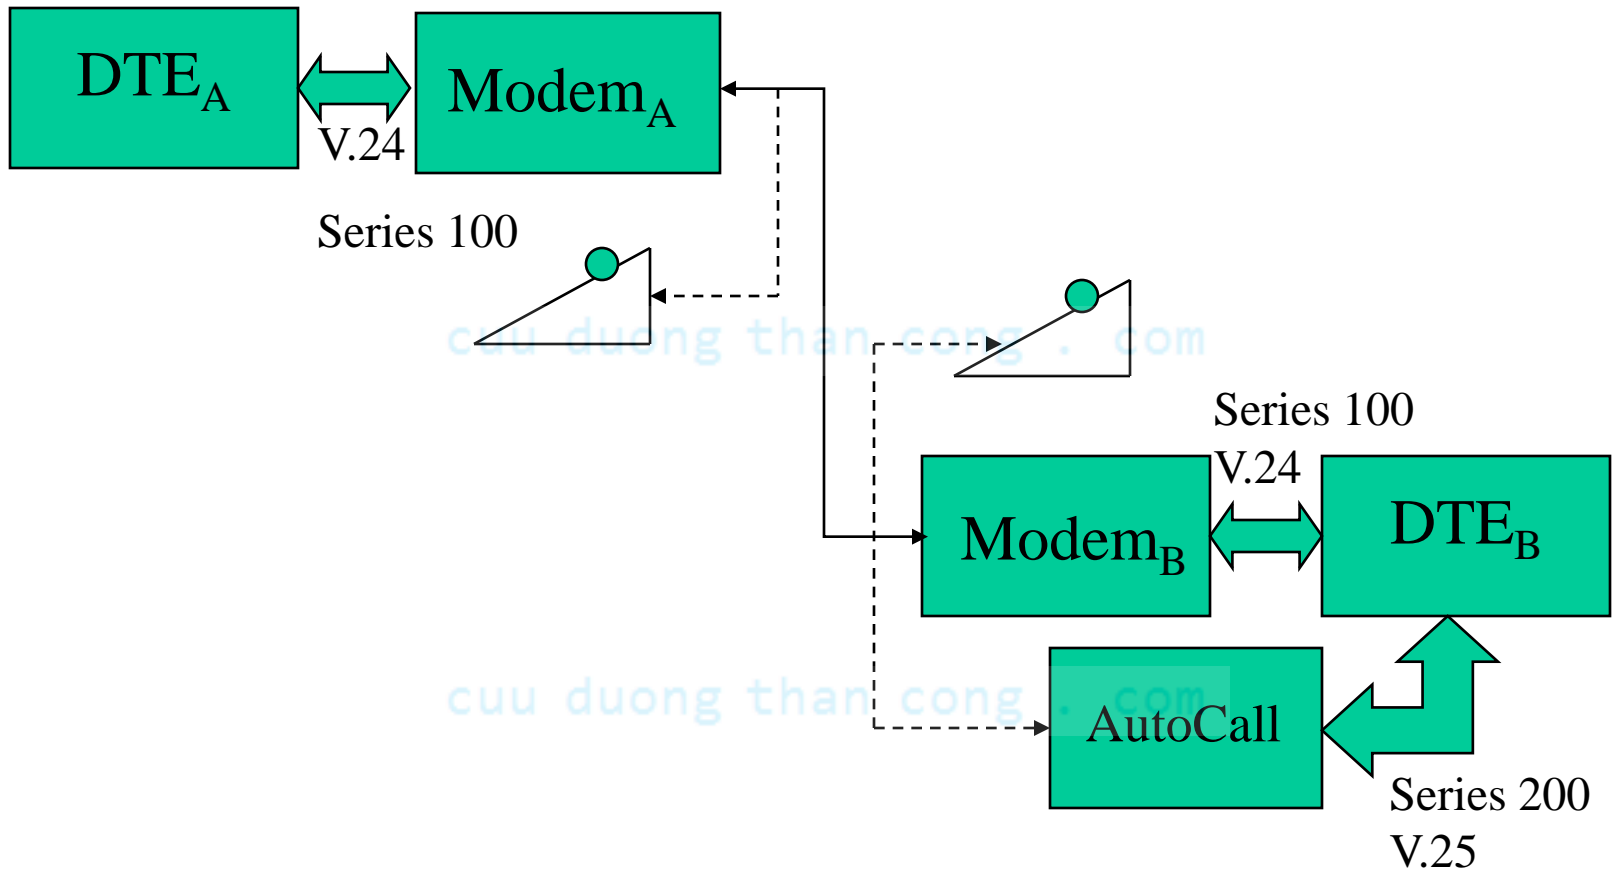 DTEA
ModemA
V.24
Series 100
cuu duong than cong . com
Series 100
V.24
ModemB
DTEB
cuu duong than cong . com
AutoCall
Series 200
V.25